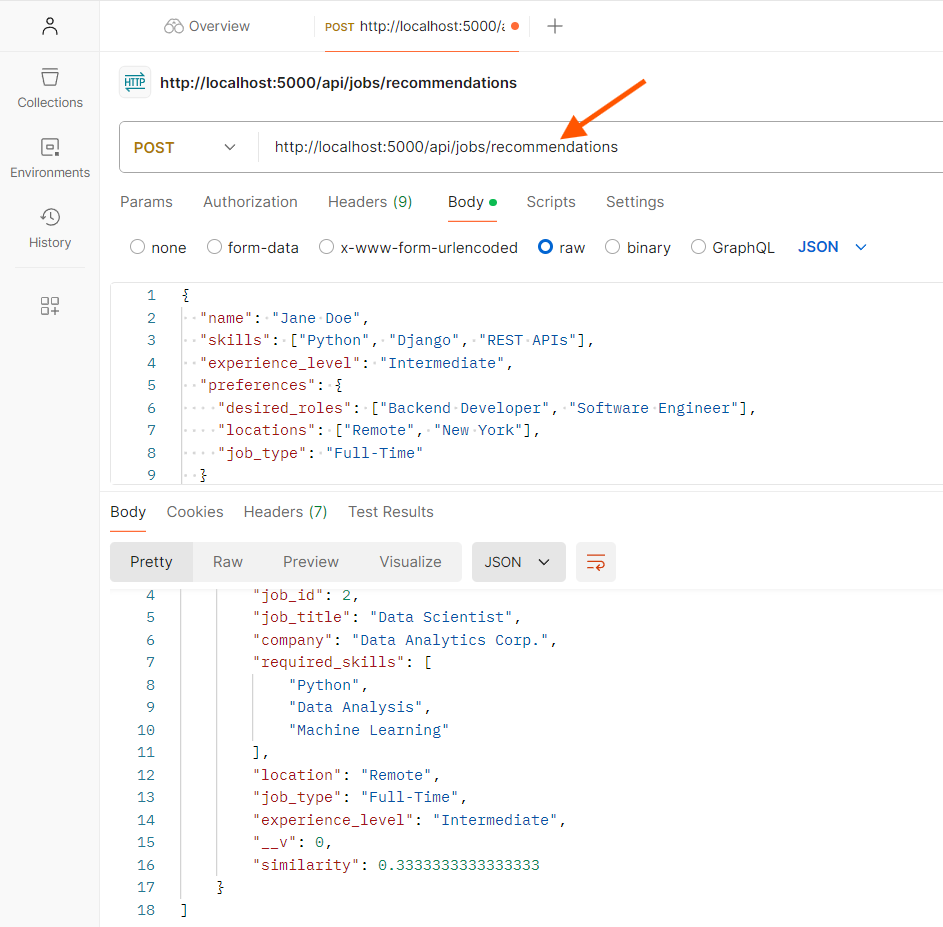 Overview
POST http://localhost:5000/a
Collections
Environments
History
HTTP http://localhost:5000/api/jobs/recommendations
POST http://localhost:5000/api/jobs/recommendations
Params Authorization Headers (9) Body Scripts Settings
none form-data x-www-form-urlencoded raw binary GraphQL JSON
1 {
2 "name": "Jane Doe",
3 "skills": ["Python", "Django", "REST APIs"],
4 "experience_level": "Intermediate",
5 "preferences": {
6 "desired_roles": ["Backend Developer", "Software Engineer"],
7 "locations": ["Remote", "New York"],
8 "job_type": "Full-Time"
9 }
Body Cookies Headers (7) Test Results
Pretty Raw Preview Visualize JSON
4 "job_id": 2,
5 "job_title": "Data Scientist",
6 "company": "Data Analytics Corp.",
7 "required_skills": [
8 "Python",
9 "Data Analysis",
10 "Machine Learning"
11 ],
12 "location": "Remote",
13 "job_type": "Full-Time",
14 "experience_level": "Intermediate",
15 "__v": 0,
16 "similarity": 0.3333333333333333
17 }
18 ]